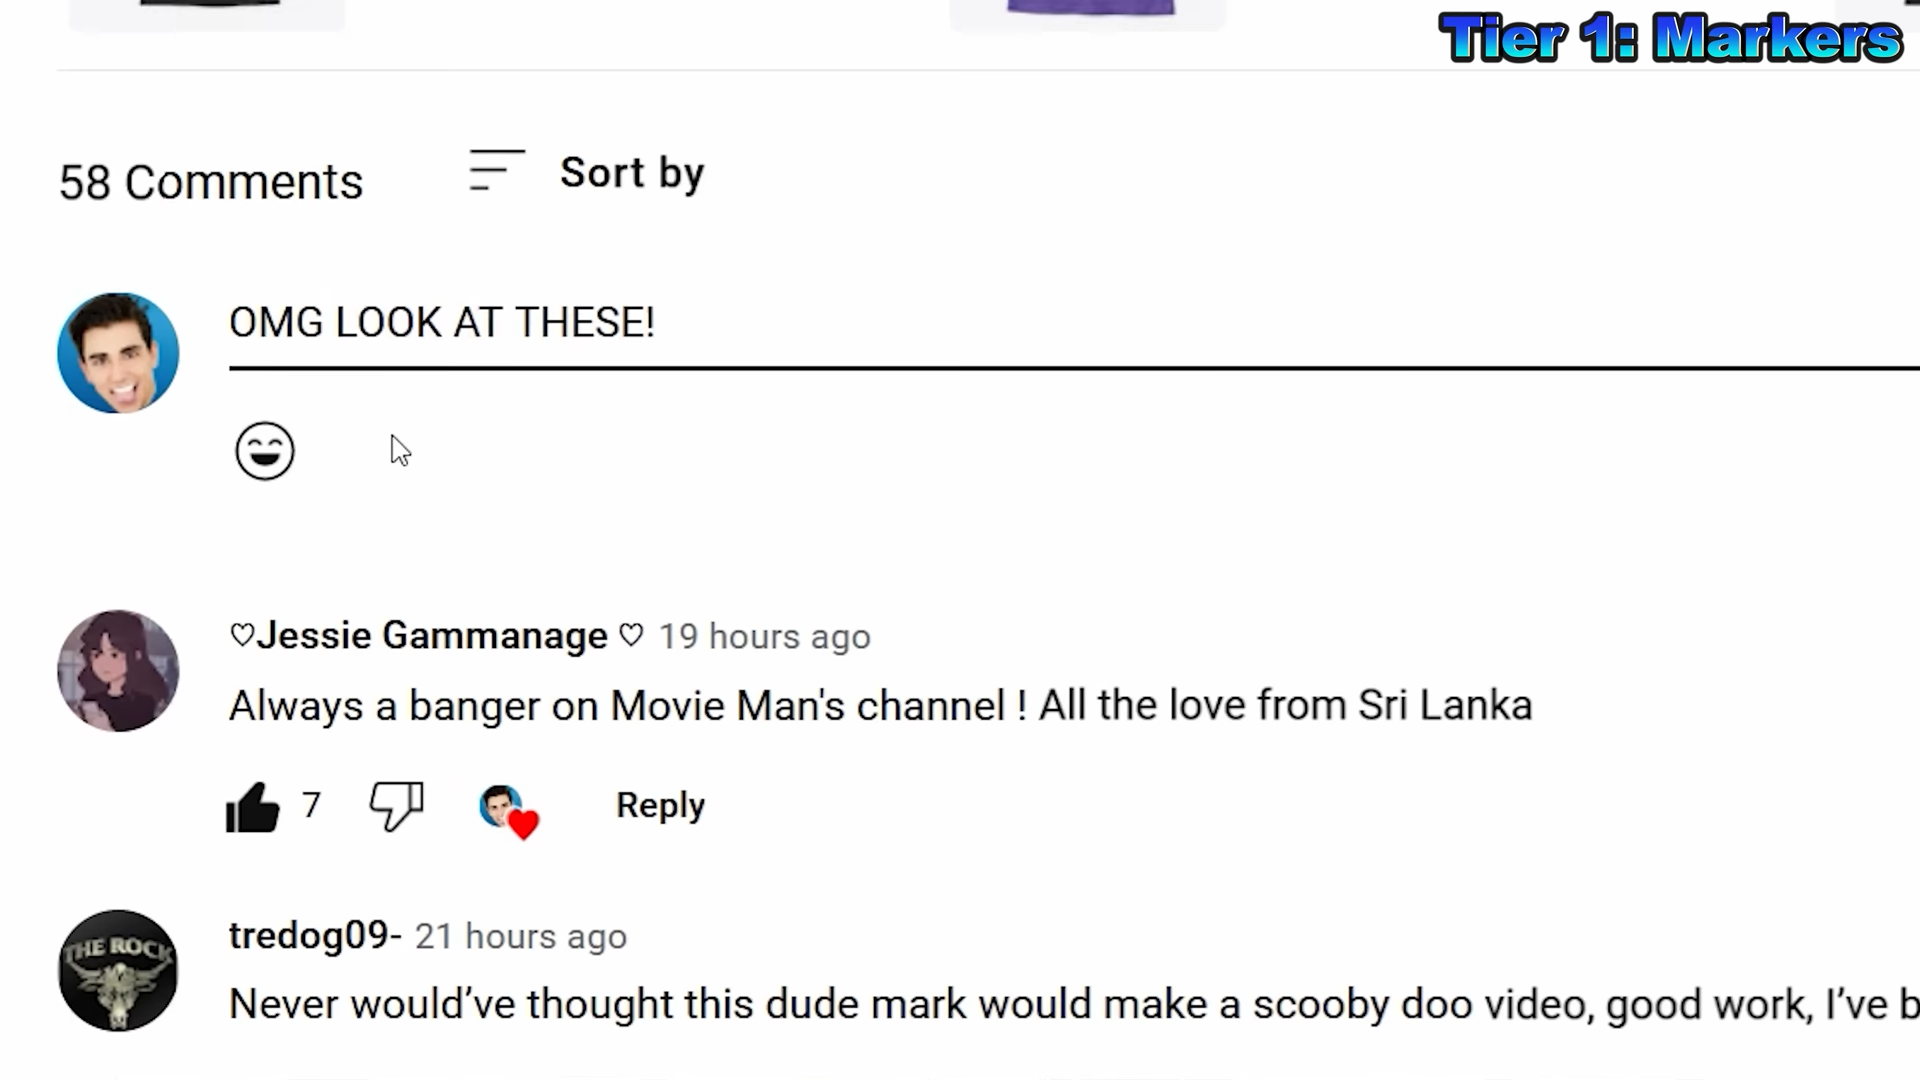 Tier 1: Markers
58 Comments
Sort by
OMG LOOK AT THESE!
♡Jessie Gammanage ♡ 19 hours ago
Always a banger on Movie Man's channel ! All the love from Sri Lanka
7
Reply
THE ROCK
tredog09- 21 hours ago
Never would’ve thought this dude mark would make a scooby doo video, good work, I’ve b